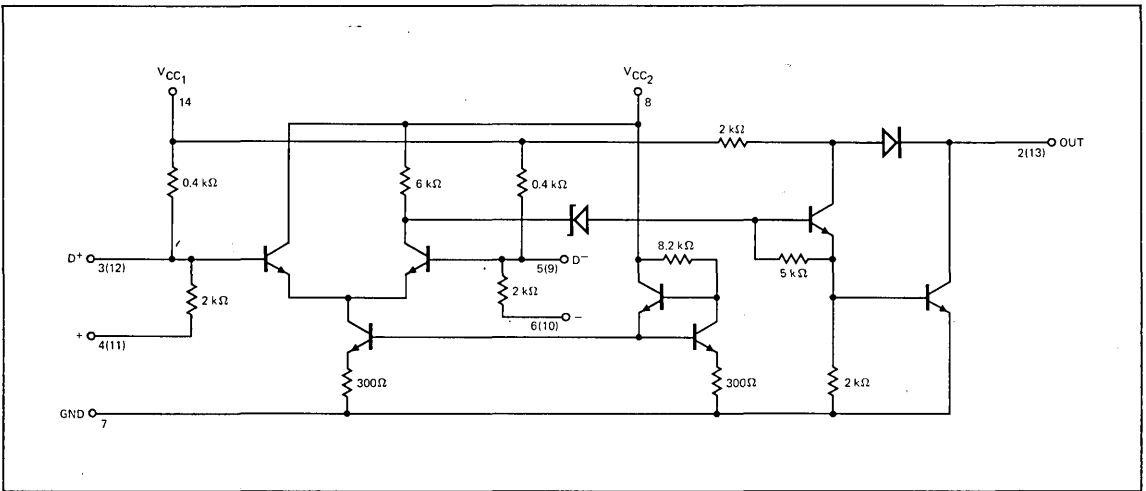 VCC1
14
VCC2
8
2 kΩ
OUT
2(13)
0.4 kΩ
6 kΩ
0.4 kΩ
D+
3(12)
5(9)
D−
8.2 kΩ
5 kΩ
2 kΩ
2 kΩ
+
4(11)
6(10)
−
300Ω
300Ω
2 kΩ
GND
7